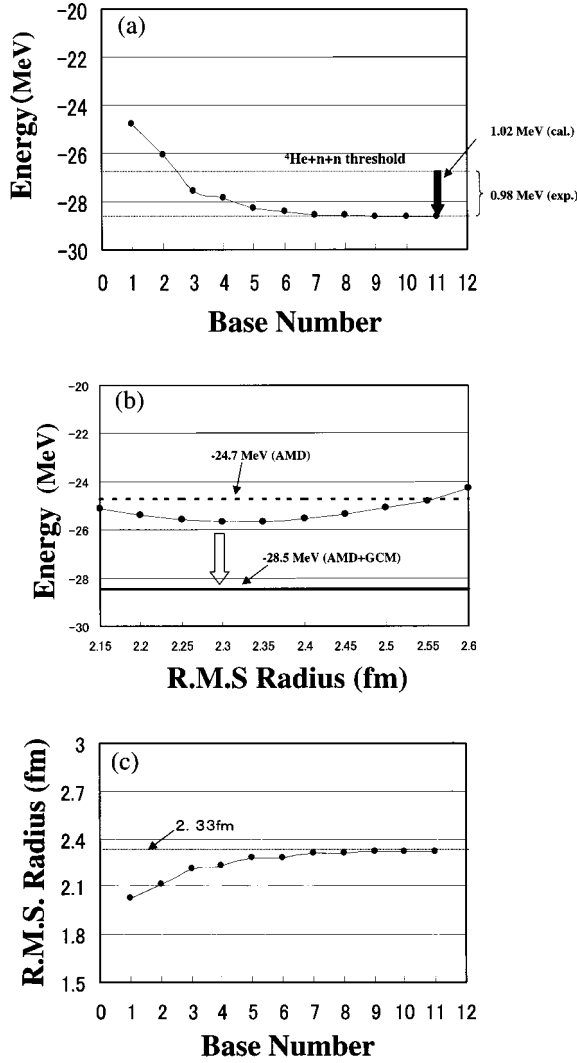 (a)
Energy(MeV)
-20
-22
-24
-26
-28
-30
⁴He+n+n threshold
1.02 MeV (cal.)
0.98 MeV (exp.)
0 1 2 3 4 5 6 7 8 9 10 11 12
Base Number
(b)
Energy (MeV)
-20
-22
-24
-26
-28
-30
-24.7 MeV (AMD)
-28.5 MeV (AMD+GCM)
2.15 2.2 2.25 2.3 2.35 2.4 2.45 2.5 2.55 2.6
R.M.S Radius (fm)
(c)
R.M.S. Radius (fm)
3
2.7
2.4
2.1
1.8
1.5
2.33fm
0 1 2 3 4 5 6 7 8 9 10 11 12
Base Number